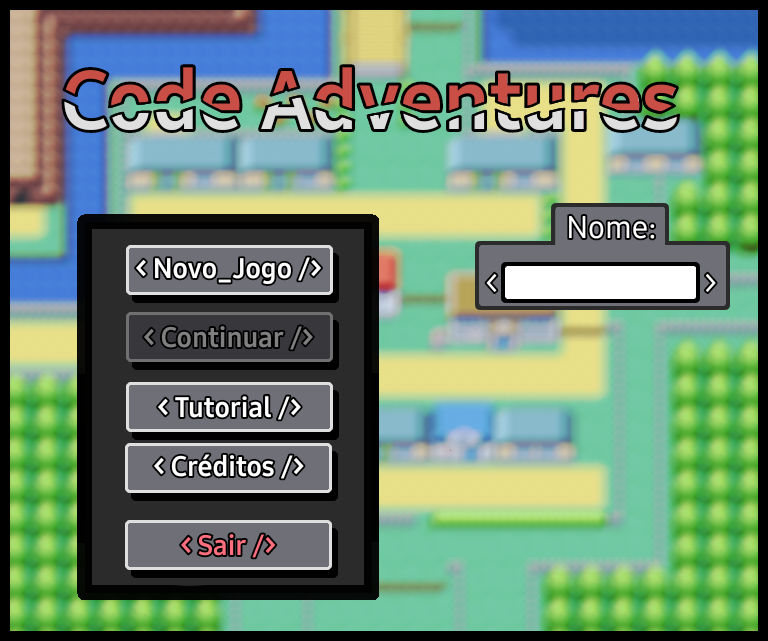 Code Adventures
Nome:
< >
< Novo_Jogo />
< Continuar />
< Tutorial />
< Créditos />
< Sair />